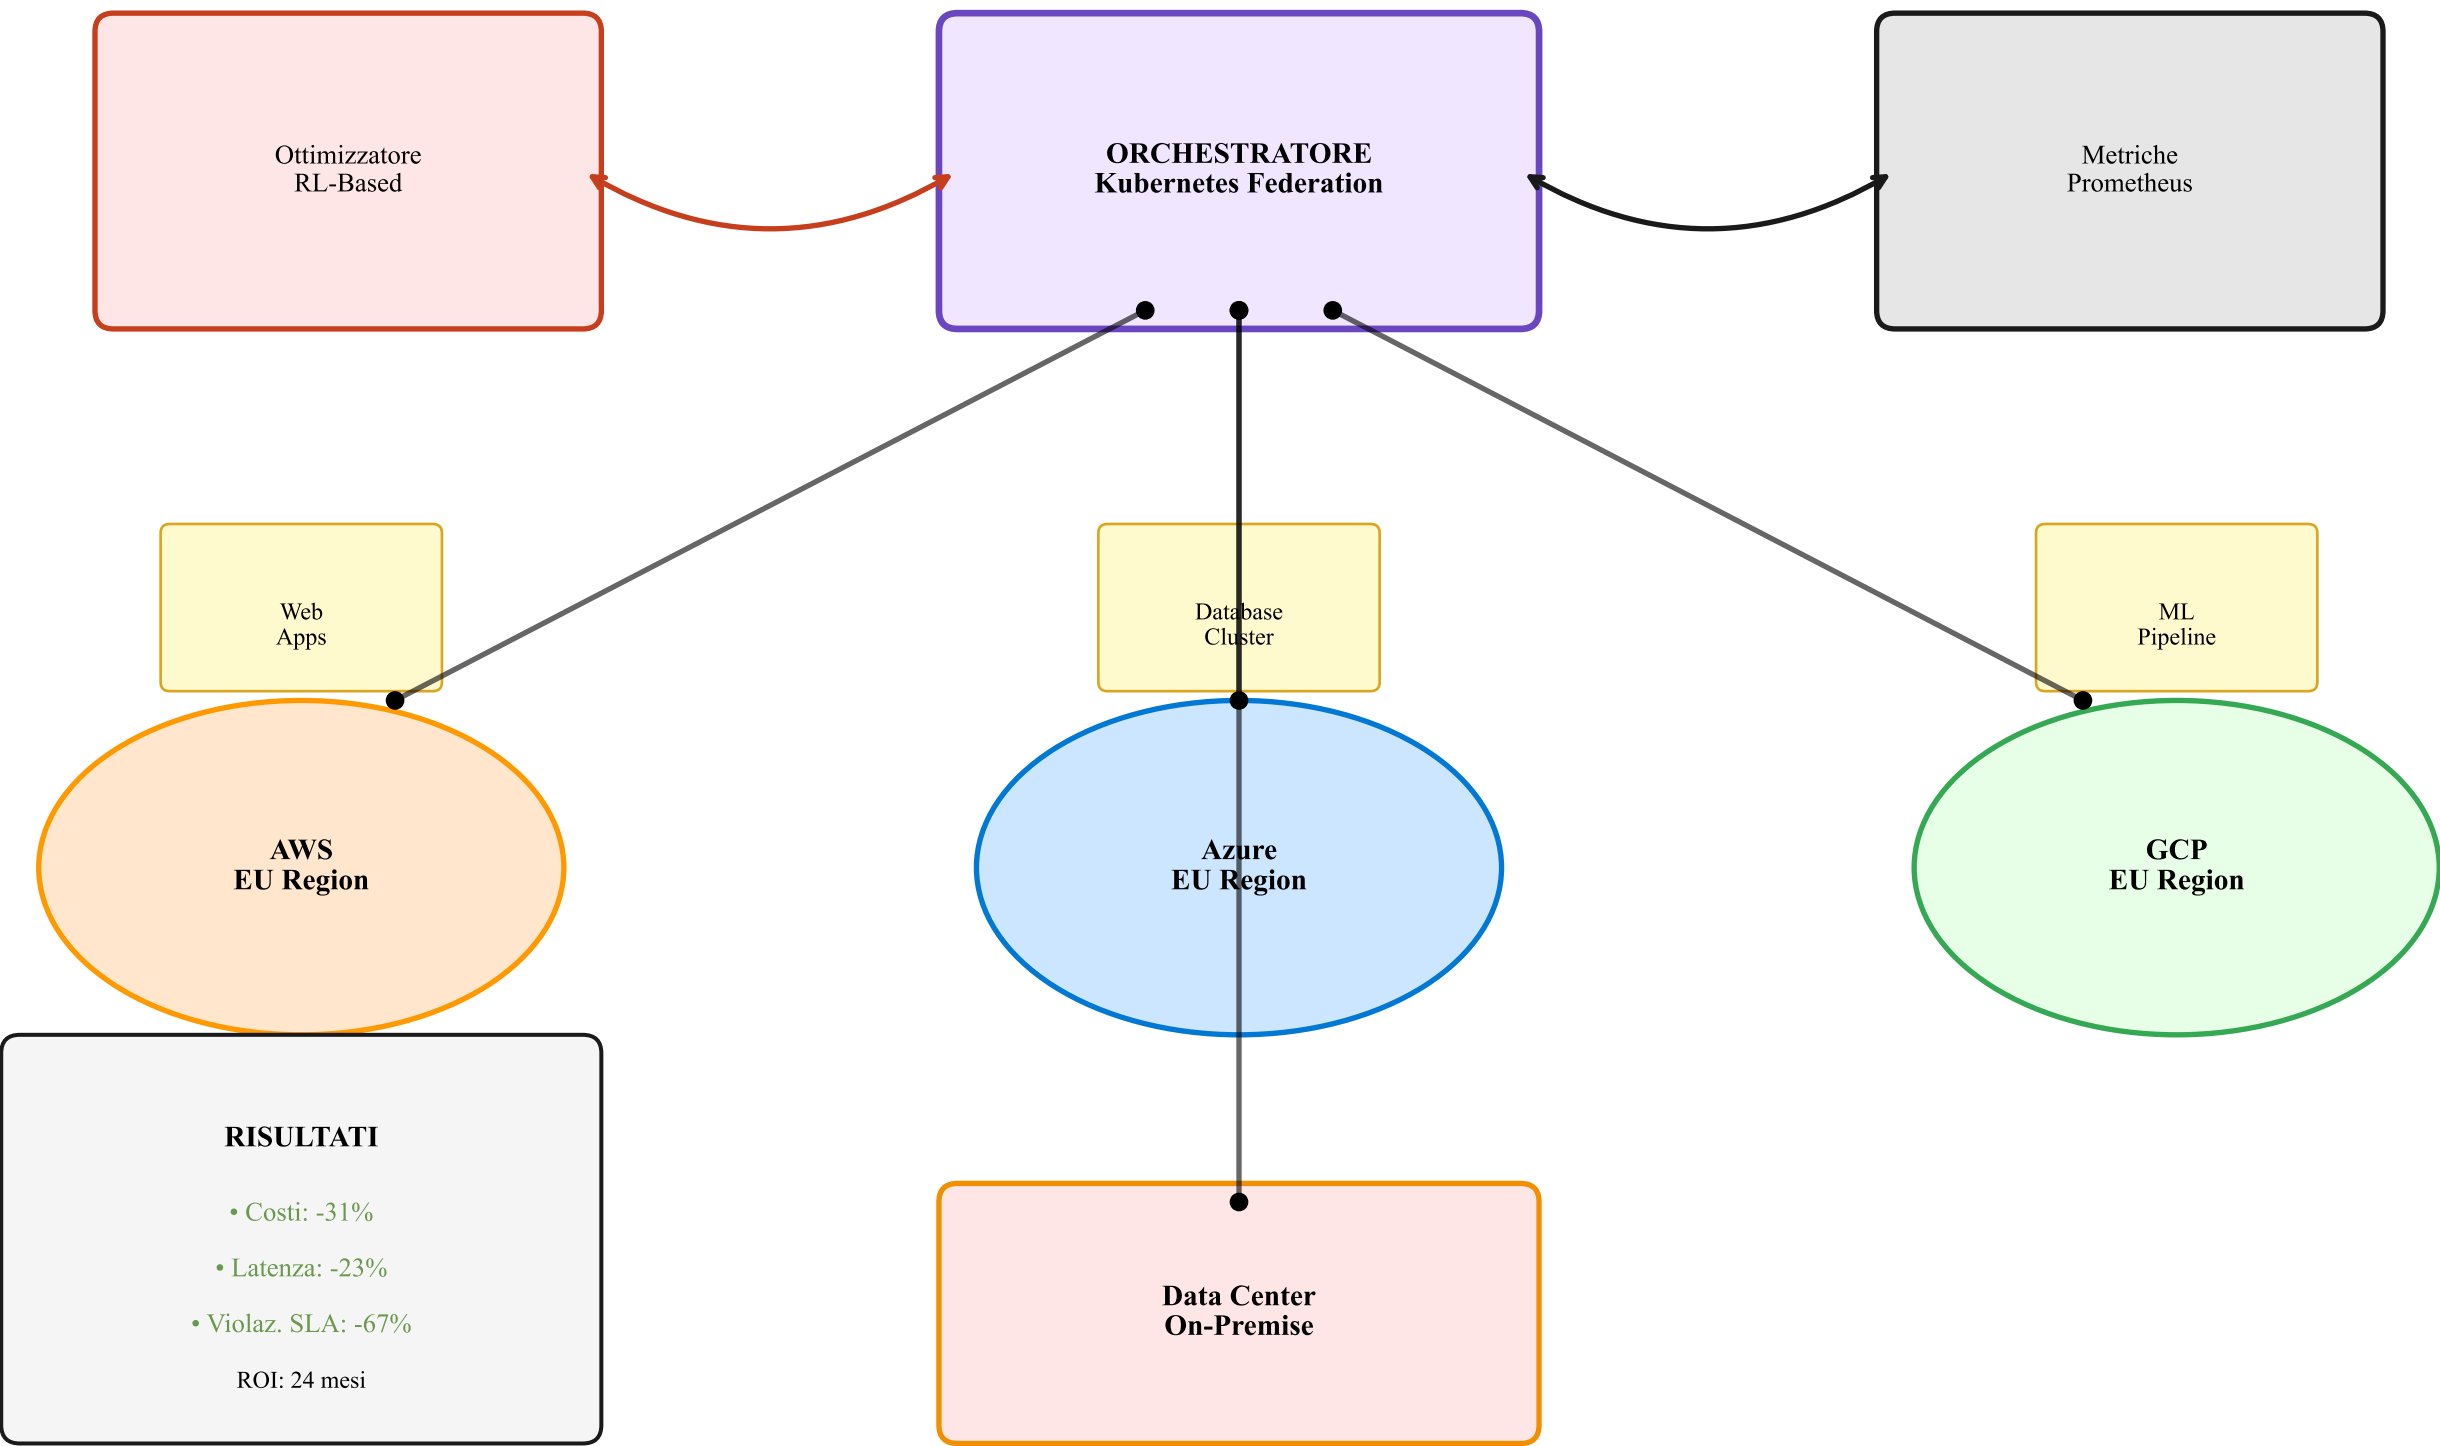 Ottimizzatore
RL-Based
ORCHESTRATORE
Kubernetes Federation
Metriche
Prometheus
Web
Apps
Database
Cluster
ML
Pipeline
AWS
EU Region
Azure
EU Region
GCP
EU Region
RISULTATI
• Costi: -31%
• Latenza: -23%
• Violaz. SLA: -67%
ROI: 24 mesi
Data Center
On-Premise